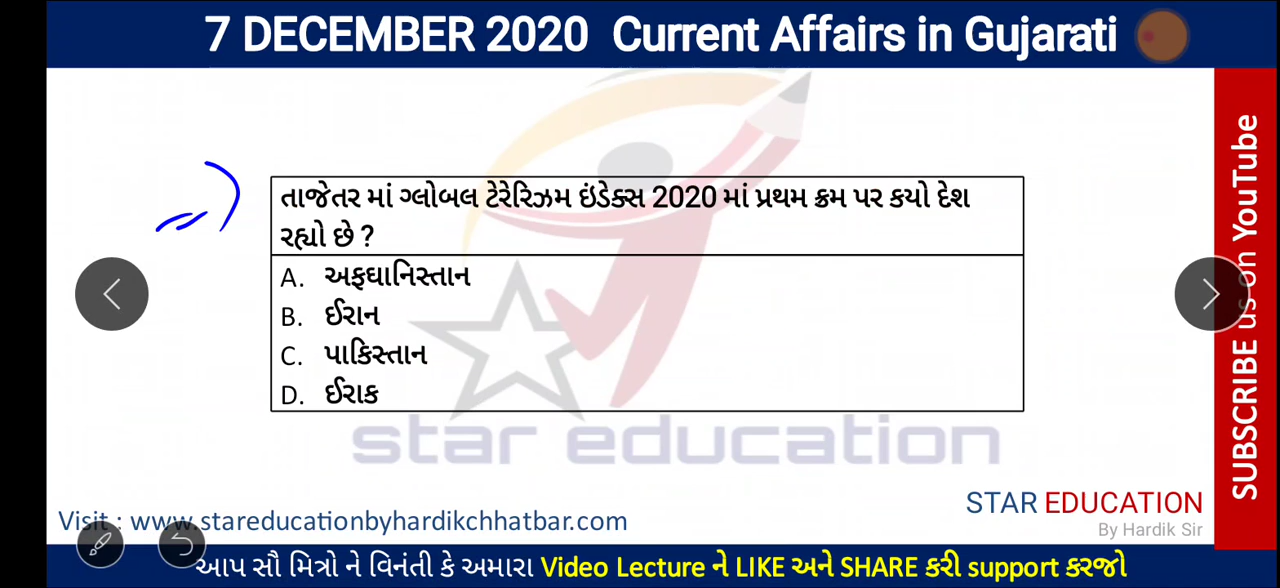 7 DECEMBER 2020 Current Affairs in Gujarati
તાજેતર માં ગ્લોબલ ટેરેરિઝમ ઇંડેક્સ 2020 માં પ્રથમ ક્રમ પર કયો દેશ
રહ્યો છે ?
A. અફઘાનિસ્તાન
B. ઈરાન
C. પાકિસ્તાન
D. ઈરાક
star education
STAR EDUCATION
By Hardik Sir
Visit : www.stareducationbyhardikchhatbar.com
આપ સૌ મિત્રો ને વિનંતી કે અમારા Video Lecture ને LIKE અને SHARE કરી support કરજો
SUBSCRIBE us on YouTube